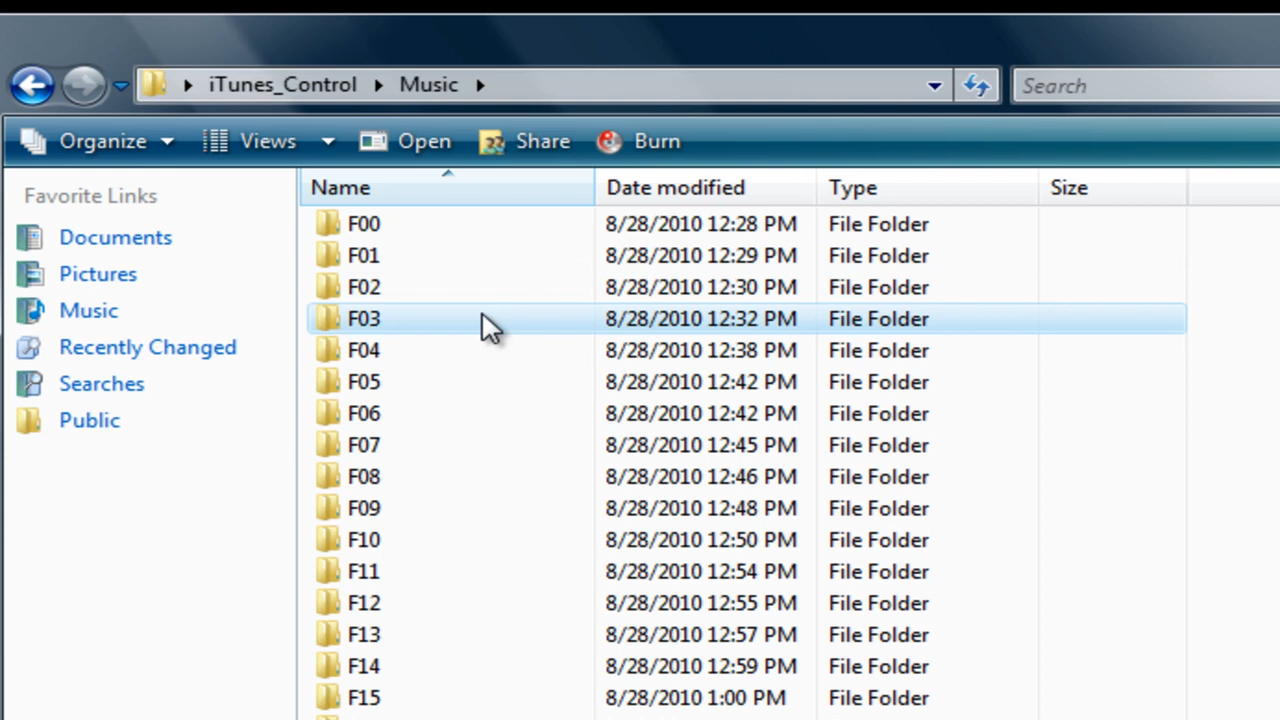 iTunes_Control Music Search
Organize Views Open Share Burn
Favorite Links
Documents
Pictures
Music
Recently Changed
Searches
Public
Name Date modified Type Size
F00 8/28/2010 12:28 PM File Folder
F01 8/28/2010 12:29 PM File Folder
F02 8/28/2010 12:30 PM File Folder
F03 8/28/2010 12:32 PM File Folder
F04 8/28/2010 12:38 PM File Folder
F05 8/28/2010 12:42 PM File Folder
F06 8/28/2010 12:42 PM File Folder
F07 8/28/2010 12:45 PM File Folder
F08 8/28/2010 12:46 PM File Folder
F09 8/28/2010 12:48 PM File Folder
F10 8/28/2010 12:50 PM File Folder
F11 8/28/2010 12:54 PM File Folder
F12 8/28/2010 12:55 PM File Folder
F13 8/28/2010 12:57 PM File Folder
F14 8/28/2010 12:59 PM File Folder
F15 8/28/2010 1:00 PM File Folder